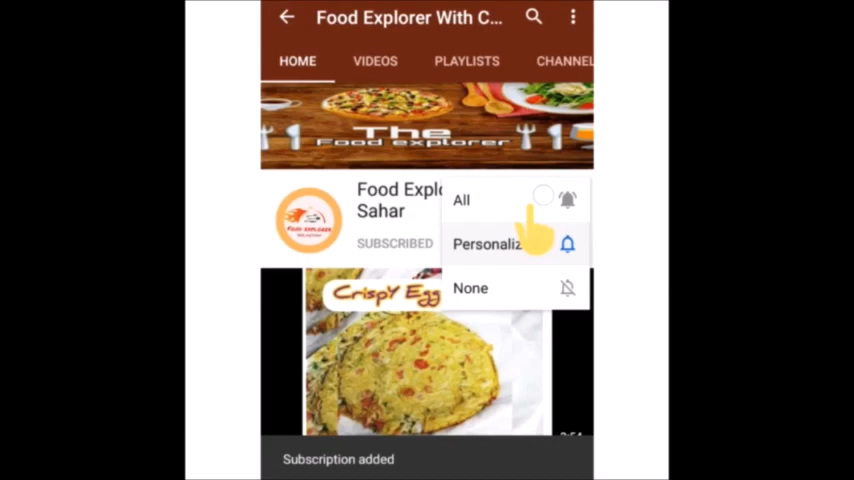 Food Explorer With C...
HOME VIDEOS PLAYLISTS CHANNEL
The
Food explorer
Food Explo
Sahar
SUBSCRIBED
All
Personaliz
None
Crispy Egg
Subscription added